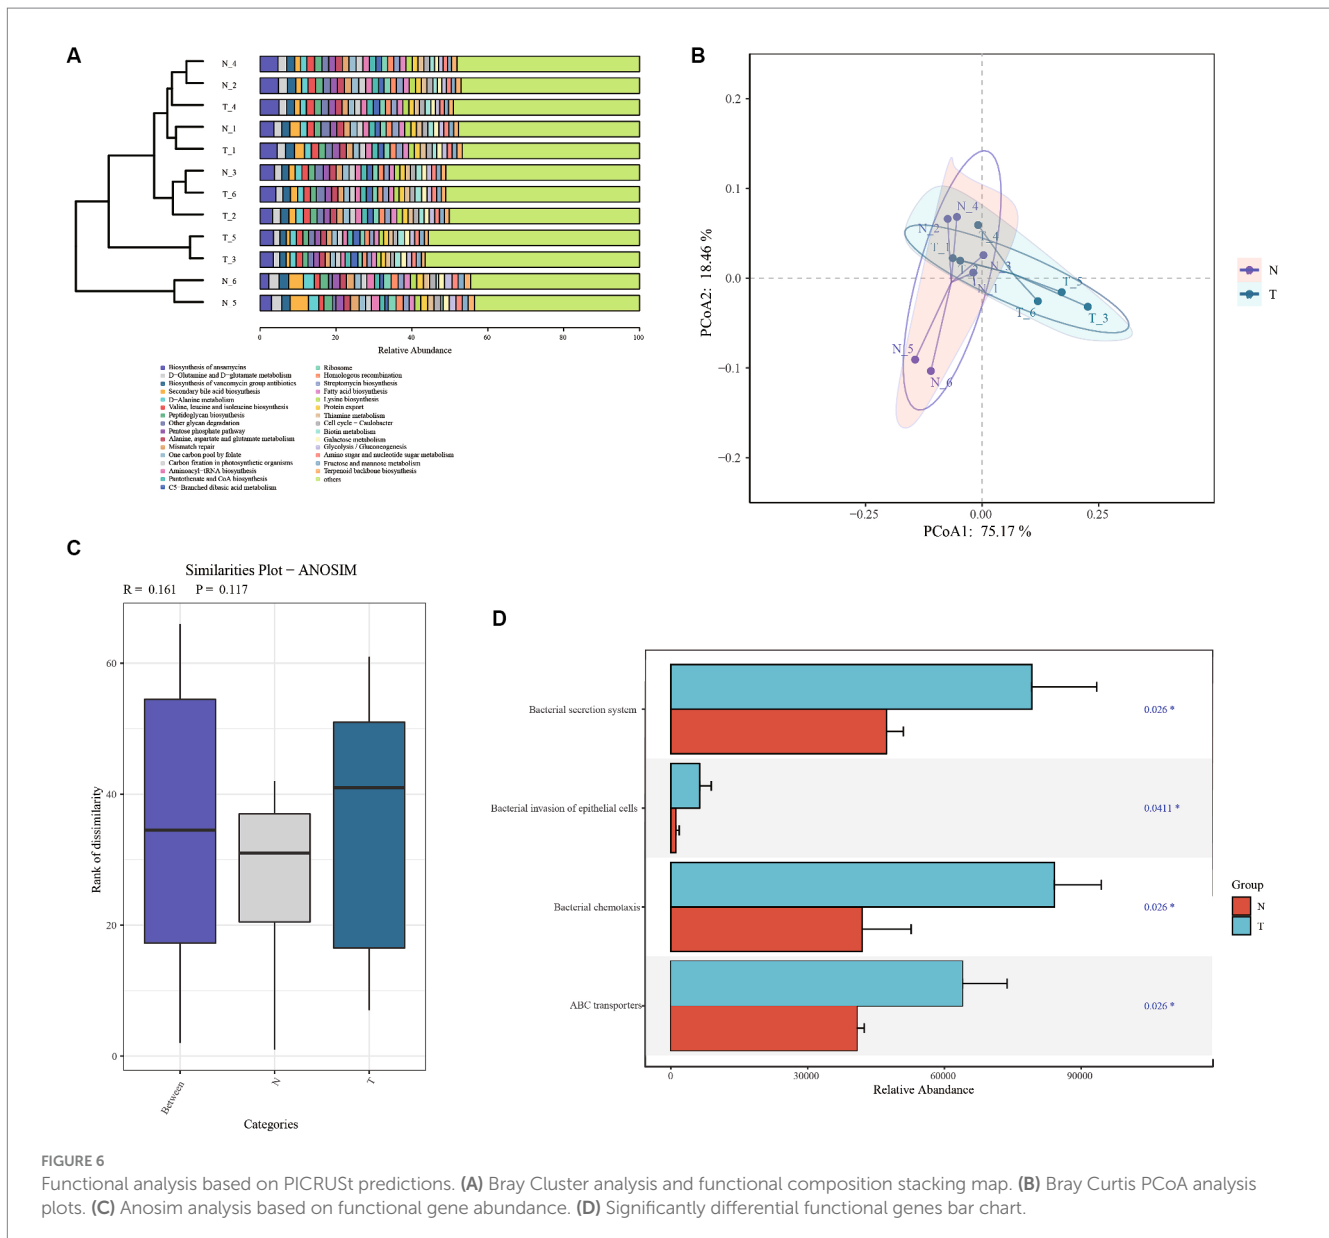 A
N_4
N_2
T_4
N_1
T_1
N_3
T_6
T_2
T_5
T_3
N_6
N_5
0 20 40 60 80 100
Relative Abundance
Biosynthesis of ansamycins
D-Glutamine and D-glutamate metabolism
Biosynthesis of vancomycin group antibiotics
Secondary bile acid biosynthesis
D-Alanine metabolism
Valine, leucine and isoleucine biosynthesis
Peptidoglycan biosynthesis
Other glycan degradation
Pentose phosphate pathway
Alanine, aspartate and glutamate metabolism
Mismatch repair
One carbon pool by folate
Carbon fixation in photosynthetic organisms
Aminoacyl-tRNA biosynthesis
Pantothenate and CoA biosynthesis
C5-Branched dibasic acid metabolism
Ribosome
Homologous recombination
Streptomycin biosynthesis
Fatty acid biosynthesis
Lysine biosynthesis
Protein export
Thiamine metabolism
Cell cycle - Caulobacter
Biotin metabolism
Galactose metabolism
Glycolysis / Gluconeogenesis
Amino sugar and nucleotide sugar metabolism
Fructose and mannose metabolism
Terpenoid backbone biosynthesis
others
B
PCoA2: 18.46 %
0.2
0.1
0.0
−0.1
−0.2
N_4
N_2
T_4
T_1
N_3
N_1
T_5
T_6
T_3
N_5
N_6
−0.25 0.00 0.25
PCoA1: 75.17 %
N
T
C
Similarities Plot − ANOSIM
R = 0.161 P = 0.117
Rank of dissimilarity
60
40
20
0
Between N T
Categories
D
Bacterial secretion system
0.026 *
Bacterial invasion of epithelial cells
0.0411 *
Bacterial chemotaxis
0.026 *
ABC transporters
0.026 *
0 30000 60000 90000
Relative Abandance
Group
N
T
FIGURE 6
Functional analysis based on PICRUSt predictions. (A) Bray Cluster analysis and functional composition stacking map. (B) Bray Curtis PCoA analysis
plots. (C) Anosim analysis based on functional gene abundance. (D) Significantly differential functional genes bar chart.